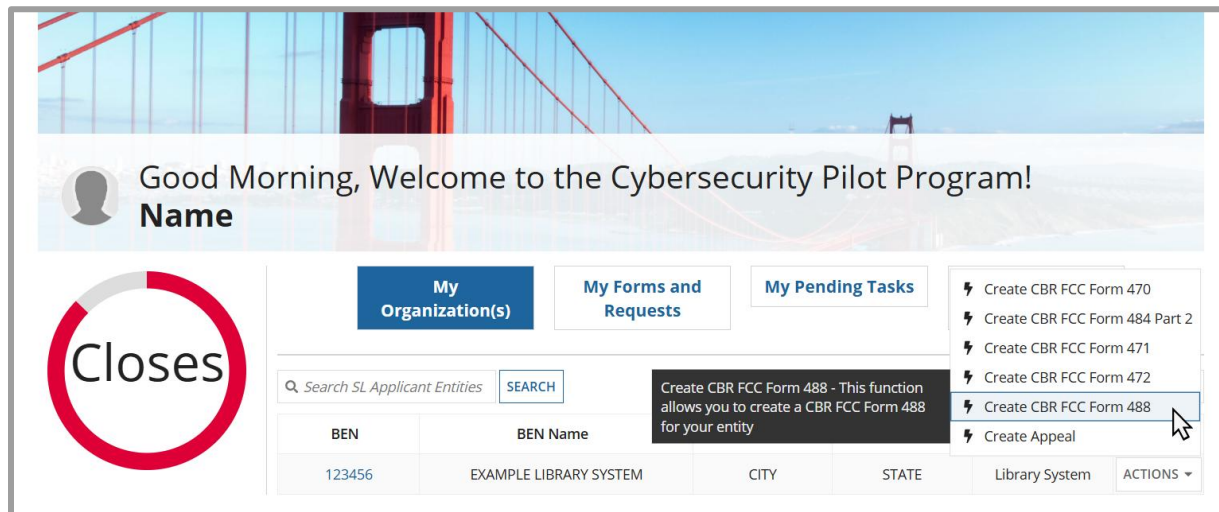 Good Morning, Welcome to the Cybersecurity Pilot Program!
Name
Closes
My
Organization(s)
My Forms and
Requests
My Pending Tasks
Create CBR FCC Form 470
Create CBR FCC Form 484 Part 2
Create CBR FCC Form 471
Create CBR FCC Form 472
Create CBR FCC Form 488
Create Appeal
Search SL Applicant Entities
SEARCH
Create CBR FCC Form 488 - This function
allows you to create a CBR FCC Form 488
for your entity
BEN
BEN Name
123456
EXAMPLE LIBRARY SYSTEM
CITY
STATE
Library System
ACTIONS